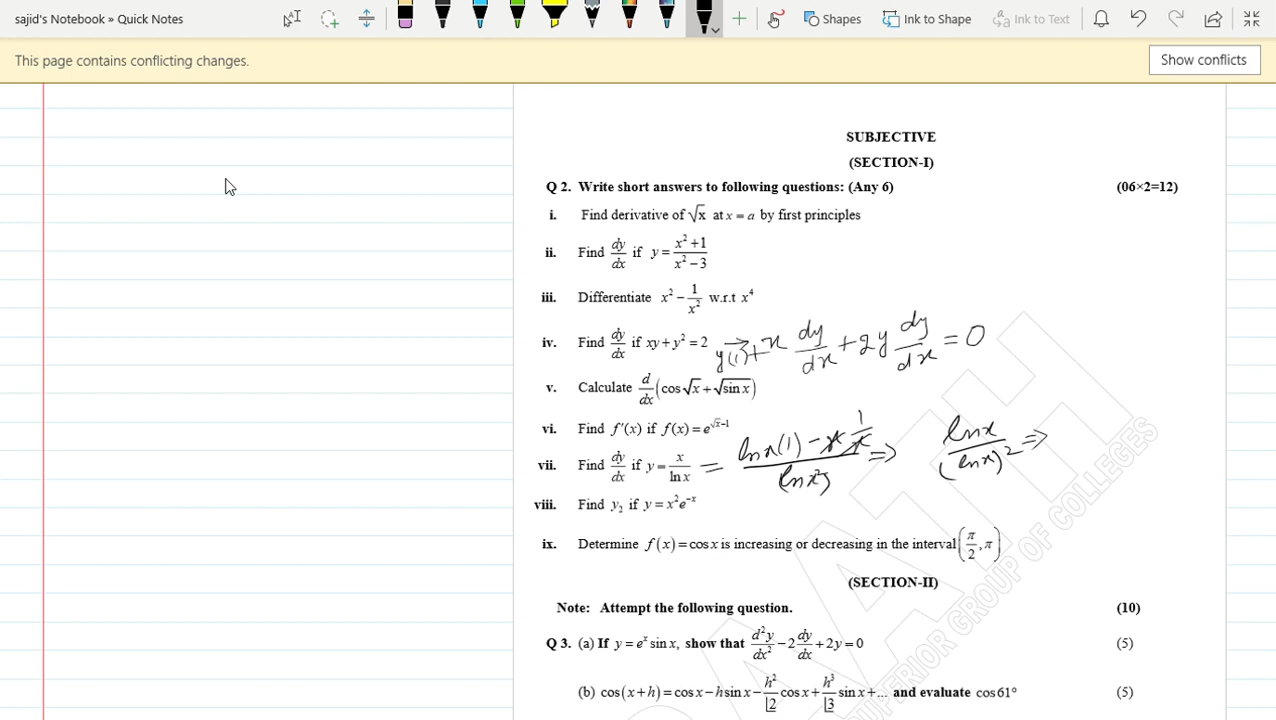 sajid's Notebook » Quick Notes
Shapes
Ink to Shape
Ink to Text
This page contains conflicting changes.
Show conflicts
SUBJECTIVE
(SECTION-I)
Q 2. Write short answers to following questions: (Any 6) (06×2=12)
i. Find derivative of √x at x = a by first principles
ii. Find dy/dx if y = (x²+1)/(x²−3)
iii. Differentiate x² − 1/x² w.r.t x⁴
iv. Find dy/dx if xy + y² = 2 → y(1) + x dy/dx + 2y dy/dx = 0
v. Calculate d/dx (cos√x + √sin x)
vi. Find f'(x) if f(x) = e^(√x−1)
vii. Find dy/dx if y = x/ln x = (ln x(1) − x 1/x)/(ln x²) ⇒ ln x/(ln x)² ⇒
viii. Find y₂ if y = x²e⁻ˣ
ix. Determine f(x) = cos x is increasing or decreasing in the interval (π/2, π)
(SECTION-II)
Note: Attempt the following question. (10)
Q 3. (a) If y = eˣ sin x, show that d²y/dx² − 2 dy/dx + 2y = 0 (5)
(b) cos(x+h) = cos x − h sin x − h²/⌊2 cos x + h³/⌊3 sin x + ... and evaluate cos 61° (5)
SUPERIOR GROUP OF COLLEGES